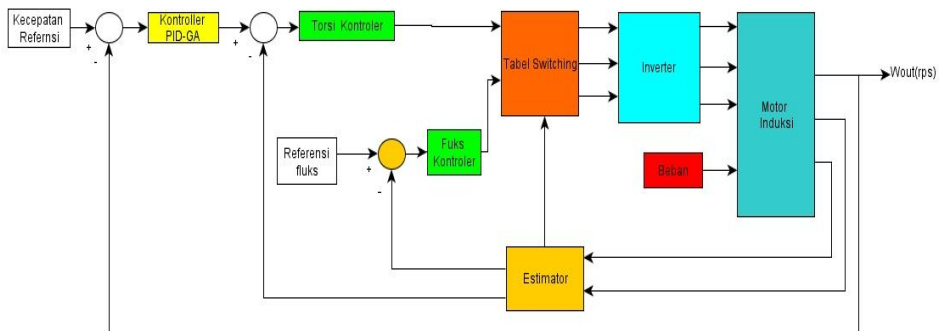 Kecepatan
Refernsi
+
-
Kontroller
PID-GA
+
-
Torsi Kontroler
Tabel Switching
Inverter
Motor
Induksi
Wout(rps)
Referensi
fluks
+
-
Fuks
Kontroler
Beban
Estimator